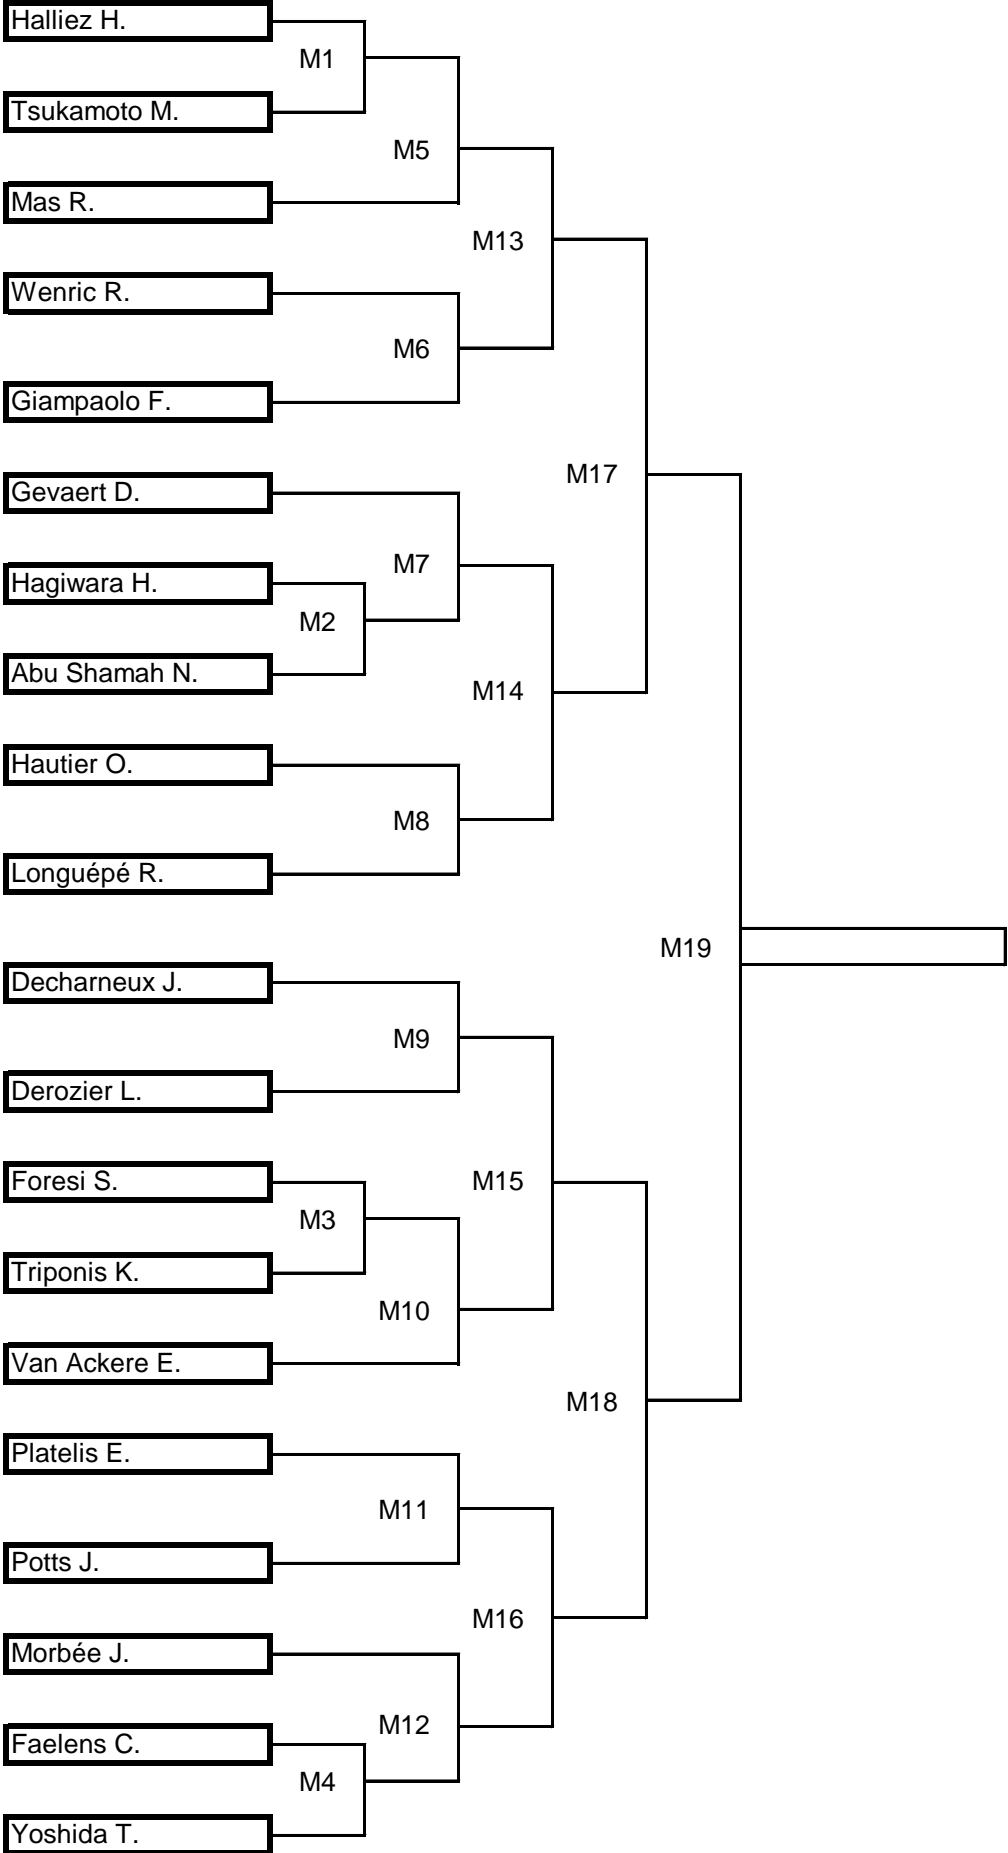 Halliez H.
M1
Tsukamoto M.
M5
Mas R.
M13
Wenric R.
M6
Giampaolo F.
M17
Gevaert D.
M7
Hagiwara H.
M2
Abu Shamah N.
M14
Hautier O.
M8
Longuépé R.
M19
Decharneux J.
M9
Derozier L.
M15
Foresi S.
M3
Triponis K.
M10
Van Ackere E.
M18
Platelis E.
M11
Potts J.
M16
Morbée J.
M12
Faelens C.
M4
Yoshida T.